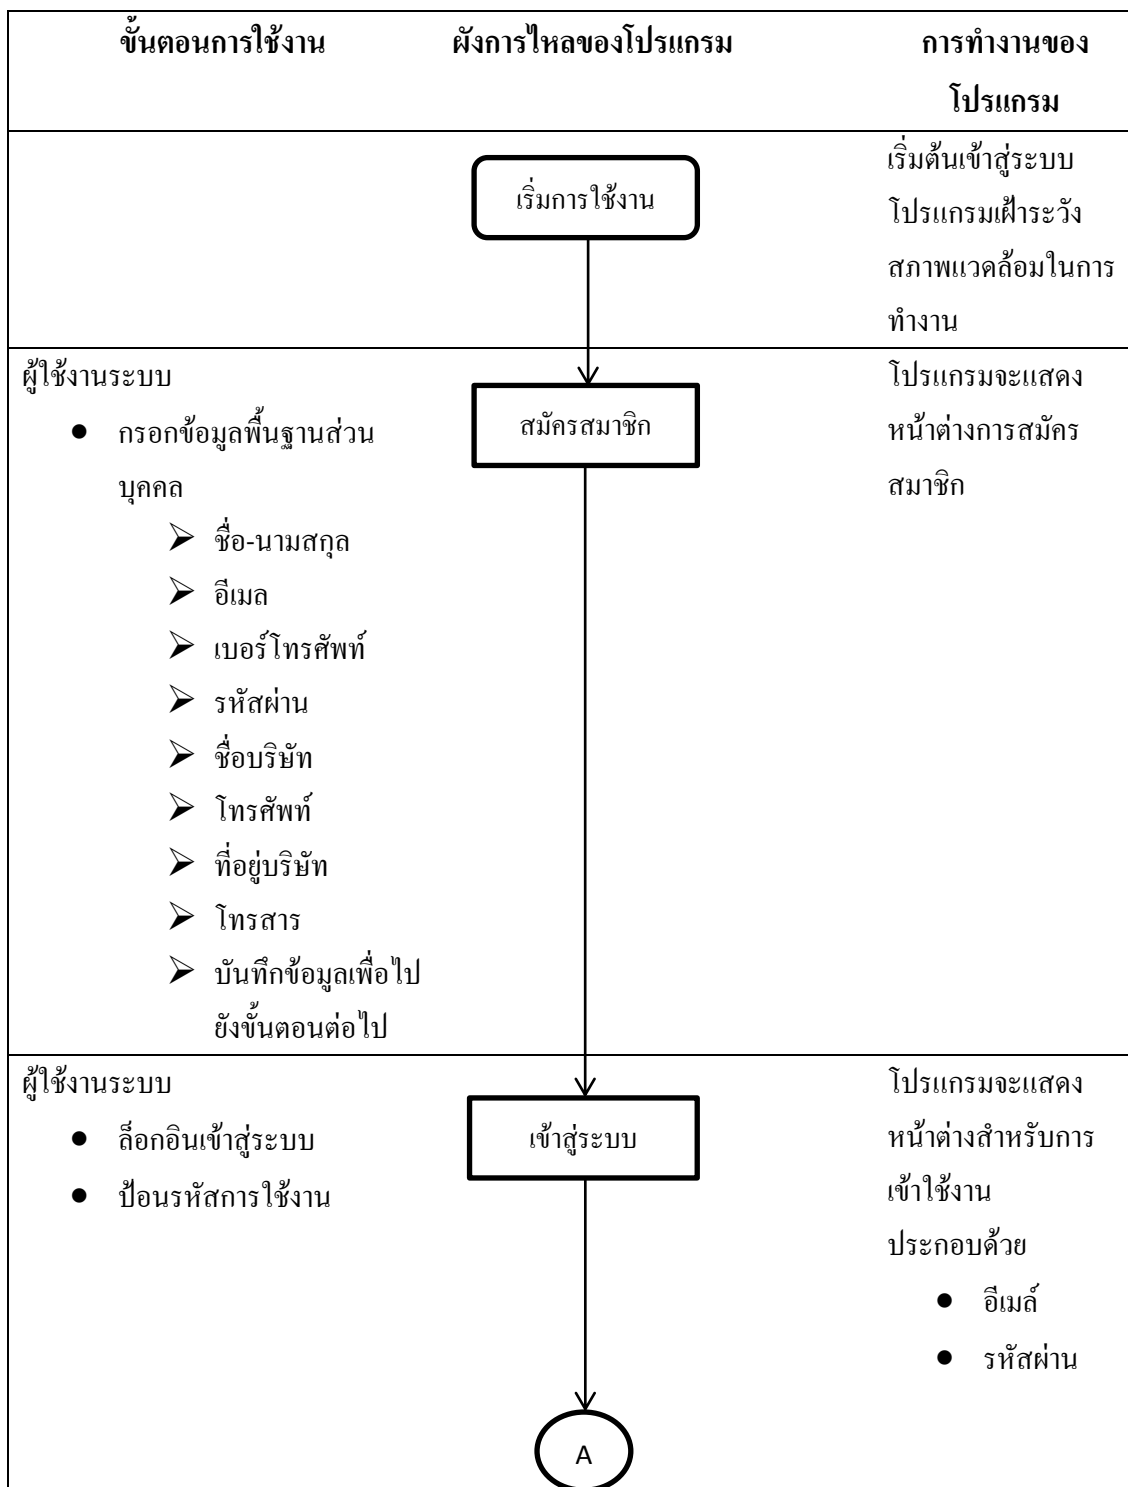 ขั้นตอนการใช้งาน
ผังการไหลของโปรแกรม
การทำงานของ
โปรแกรม
เริ่มการใช้งาน
เริ่มต้นเข้าสู่ระบบ
โปรแกรมเฝ้าระวัง
สภาพแวดล้อมในการ
ทำงาน
ผู้ใช้งานระบบ
● กรอกข้อมูลพื้นฐานส่วน
บุคคล
➢ ชื่อ-นามสกุล
➢ อีเมล
➢ เบอร์โทรศัพท์
➢ รหัสผ่าน
➢ ชื่อบริษัท
➢ โทรศัพท์
➢ ที่อยู่บริษัท
➢ โทรสาร
➢ บันทึกข้อมูลเพื่อไป
ยังขั้นตอนต่อไป
สมัครสมาชิก
โปรแกรมจะแสดง
หน้าต่างการสมัคร
สมาชิก
ผู้ใช้งานระบบ
● ล็อกอินเข้าสู่ระบบ
● ป้อนรหัสการใช้งาน
เข้าสู่ระบบ
โปรแกรมจะแสดง
หน้าต่างสำหรับการ
เข้าใช้งาน
ประกอบด้วย
● อีเมล์
● รหัสผ่าน
A